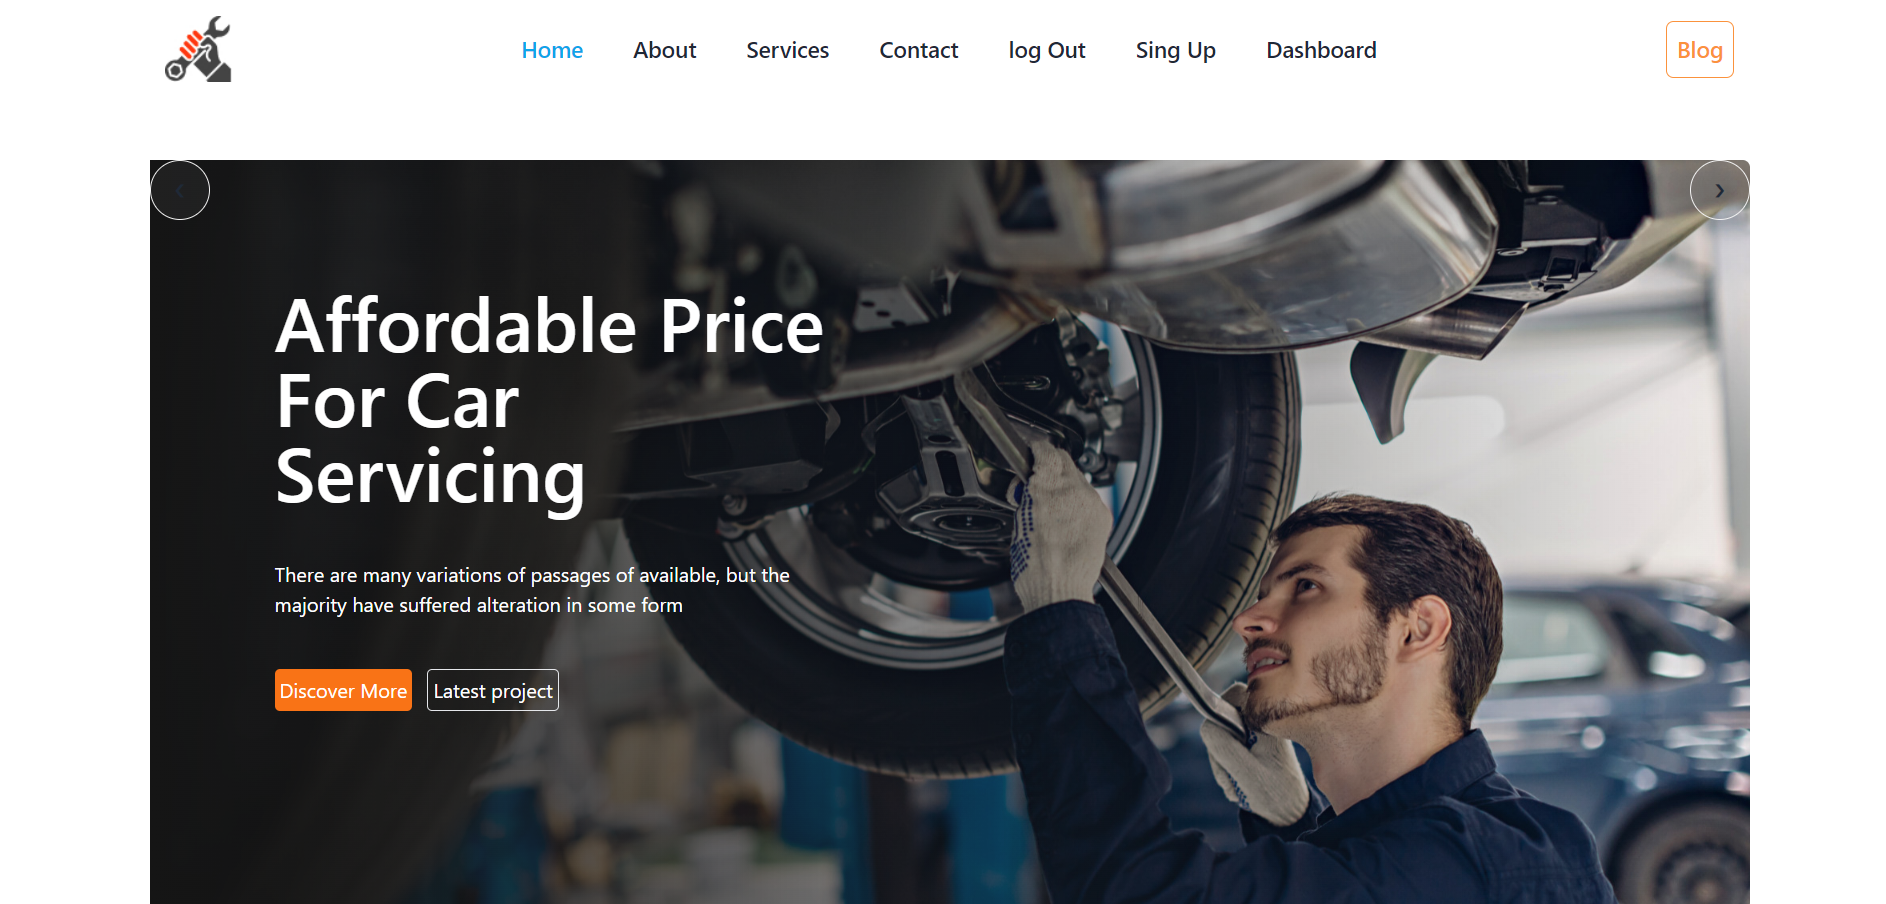 Home About Services Contact log Out Sing Up Dashboard Blog
Affordable Price
For Car
Servicing
There are many variations of passages of available, but the
majority have suffered alteration in some form
Discover More Latest project